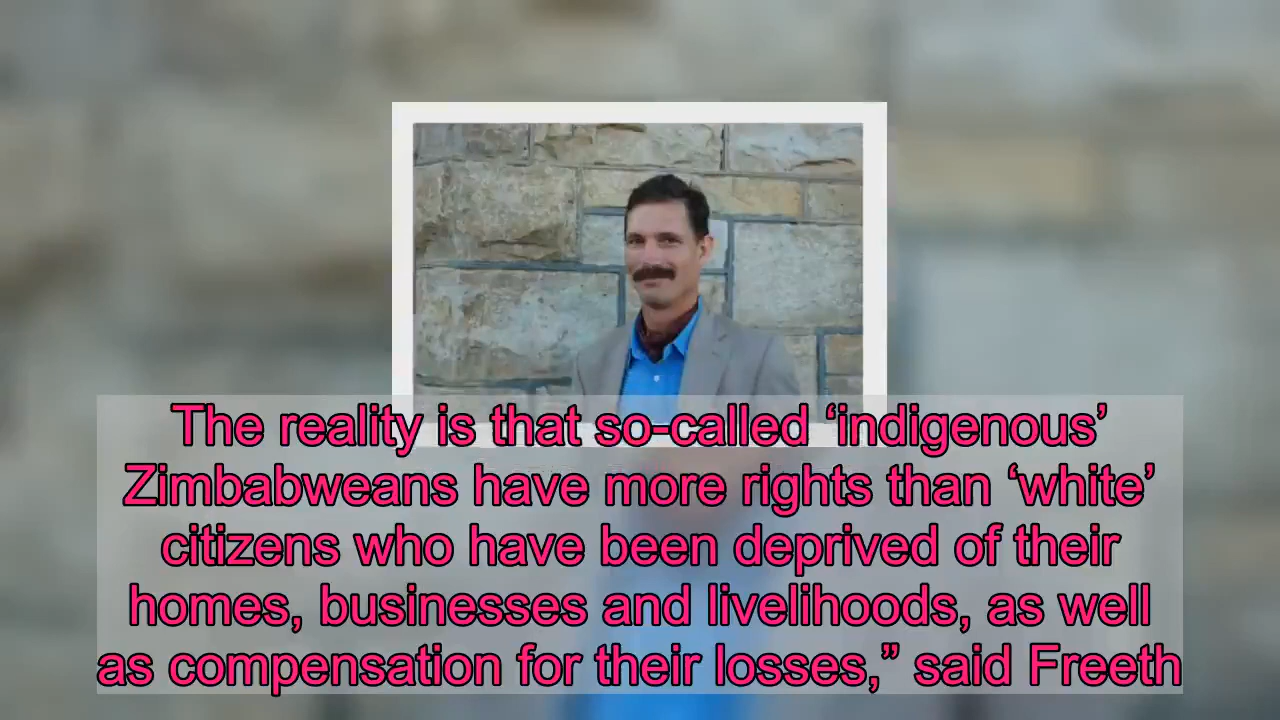 The reality is that so-called ‘indigenous’
Zimbabweans have more rights than ‘white’
citizens who have been deprived of their
homes, businesses and livelihoods, as well
as compensation for their losses,” said Freeth